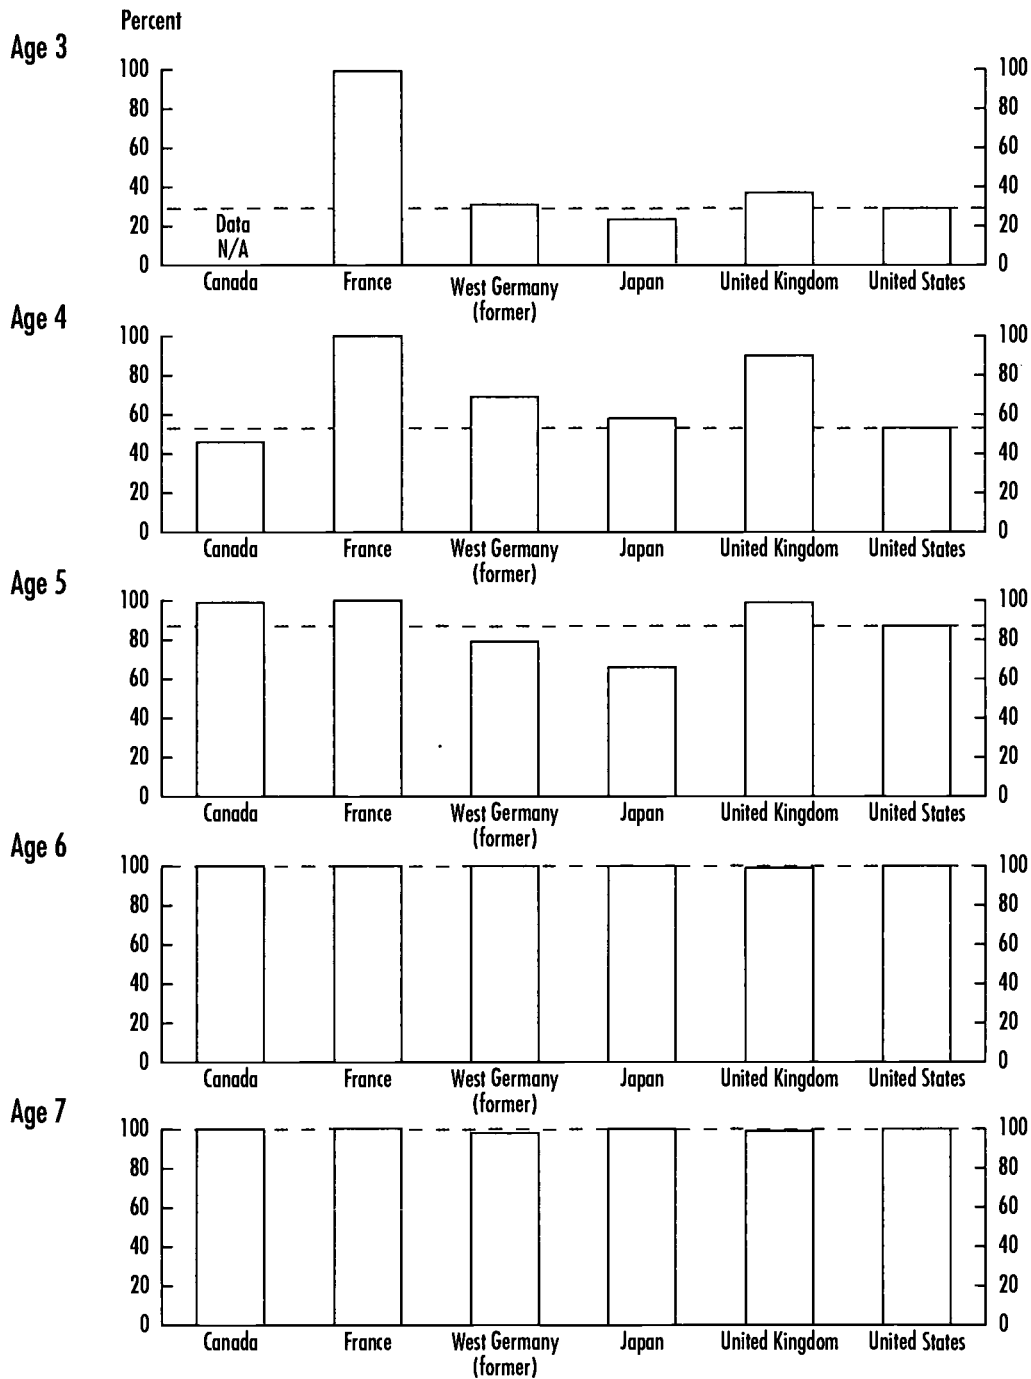 Percent
Age 3
100 100
80 80
60 60
40 40
20 20
0 0
Data
N/A
Canada France West Germany Japan United Kingdom United States
(former)
Age 4
100 100
80 80
60 60
40 40
20 20
0 0
Canada France West Germany Japan United Kingdom United States
(former)
Age 5
100 100
80 80
60 60
40 40
20 20
0 0
Canada France West Germany Japan United Kingdom United States
(former)
Age 6
100 100
80 80
60 60
40 40
20 20
0 0
Canada France West Germany Japan United Kingdom United States
(former)
Age 7
100 100
80 80
60 60
40 40
20 20
0 0
Canada France West Germany Japan United Kingdom United States
(former)